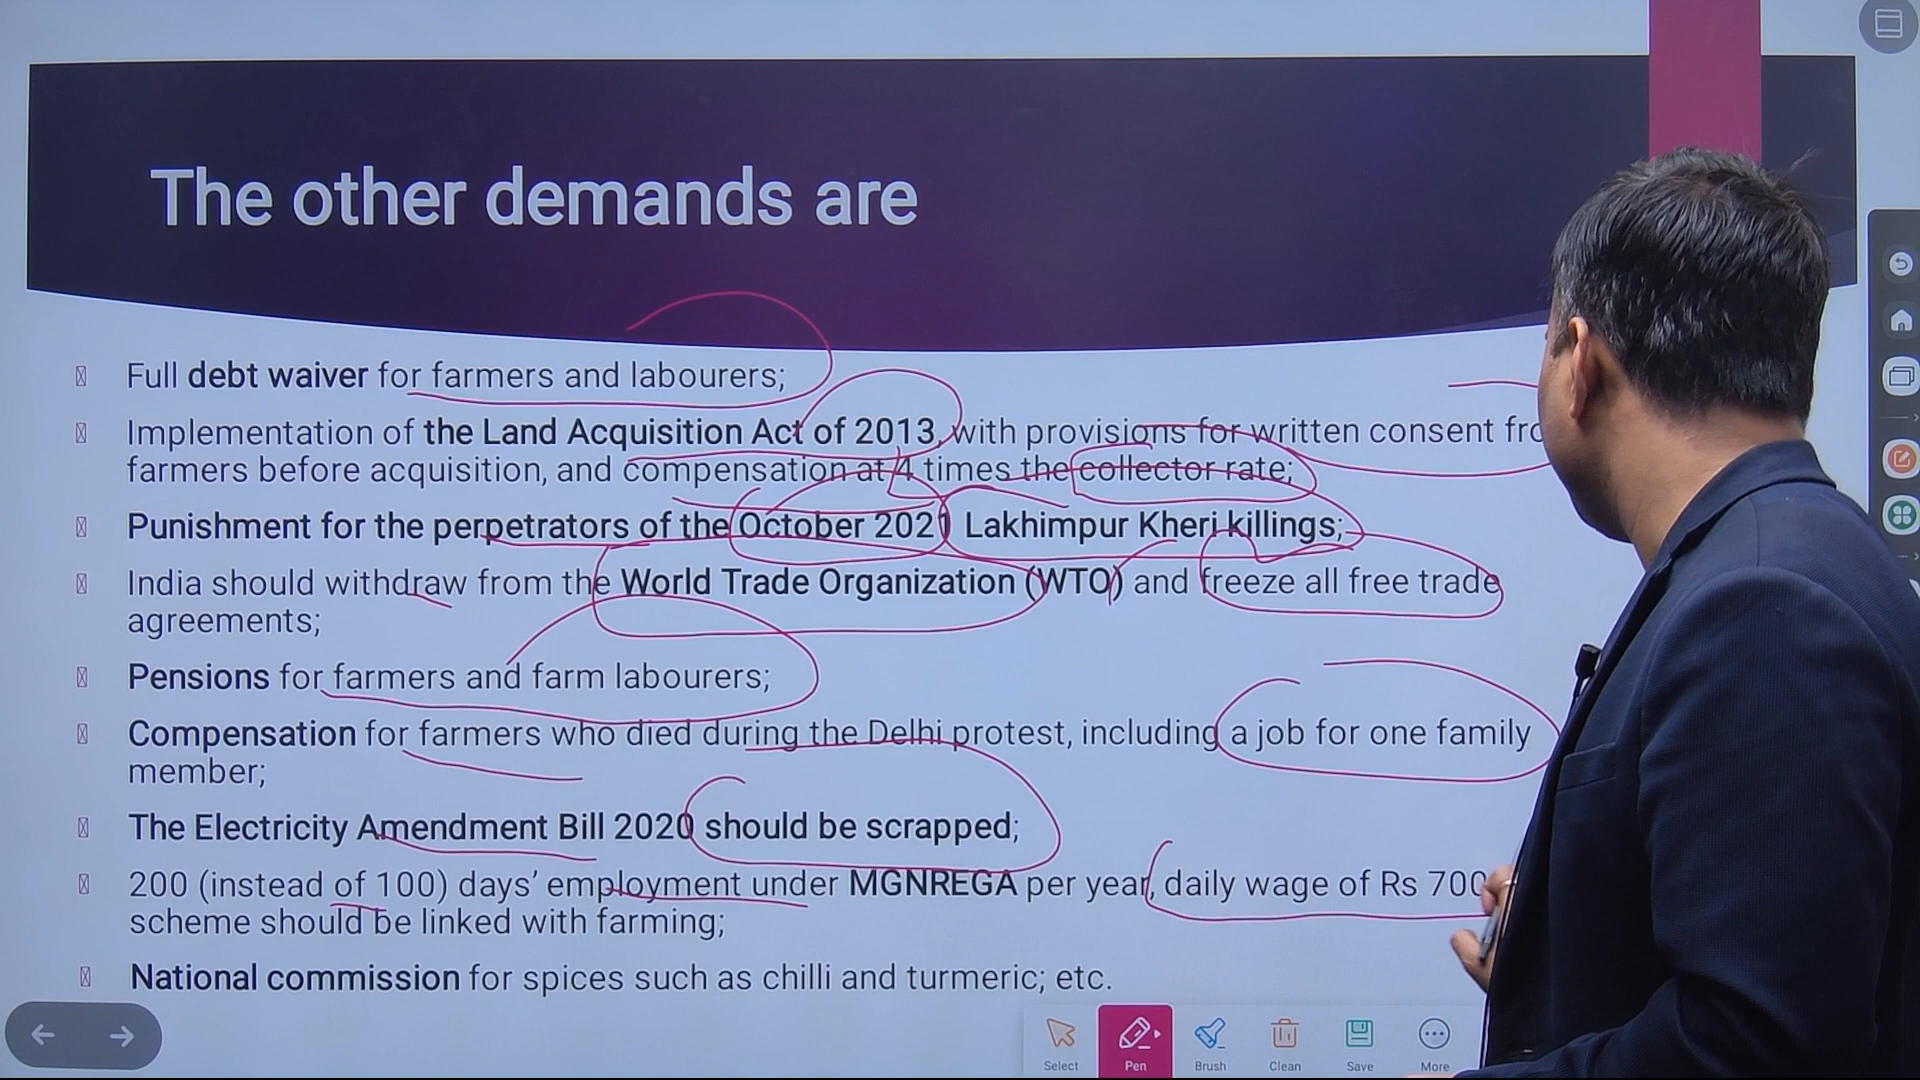 The other demands are
Full debt waiver for farmers and labourers;
Implementation of the Land Acquisition Act of 2013, with provisions for written consent
farmers before acquisition, and compensation at 4 times the collector rate;
Punishment for the perpetrators of the October 2021 Lakhimpur Kheri killings;
India should withdraw from the World Trade Organization (WTO) and freeze all free trade
agreements;
Pensions for farmers and farm labourers;
Compensation for farmers who died during the Delhi protest, including a job for one family
member;
The Electricity Amendment Bill 2020 should be scrapped;
200 (instead of 100) days’ employment under MGNREGA per year, daily wage of Rs 700
scheme should be linked with farming;
National commission for spices such as chilli and turmeric; etc.
Select Pen Brush Clean Save More